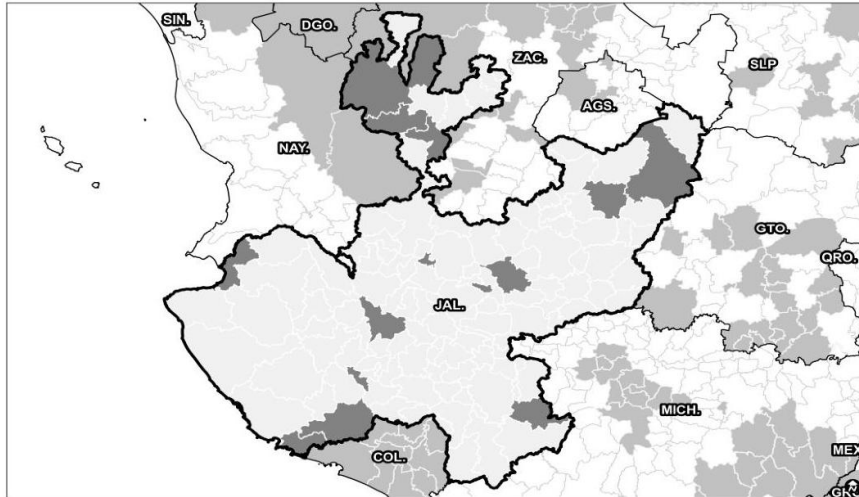 SIN.
DGO.
ZAC.
SLP
AGS.
NAY.
GTO.
QRO.
JAL.
MICH.
COL.
MEX